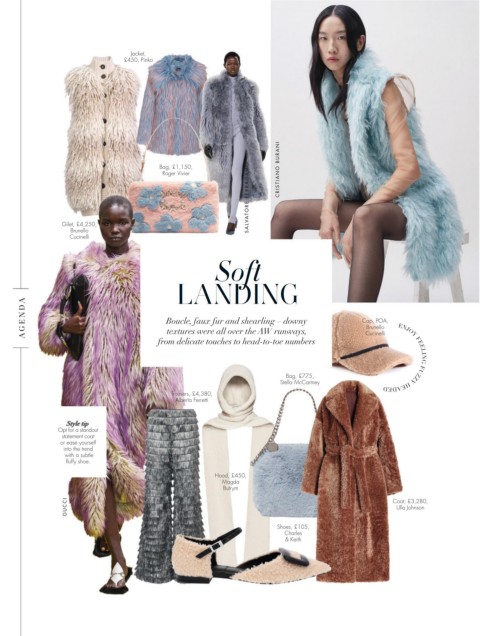 Jacket,
£450, Pinko
Bag, £1,150,
Roger Vivier
CRISTIANO BURANI
Gilet, £4,250,
Brunello
Cucinelli
Soft
LANDING
Boucle, faux fur and shearling – downy
textures were all over the AW runways,
from delicate touches to head-to-toe numbers
AGENDA
Cap, POA,
Brunello
Cucinelli
ENJOY FEELING FUZZY HEADED
Bag, £775,
Stella McCartney
£4,380,
Alberta Ferretti
Style tip
Opt for a standout
statement coat
or ease yourself
into the trend
with a subtle
fluffy shoe.
Hood, £450,
Magda
Butrym
GUCCI
Coat, £3,280,
Ulla Johnson
Shoes, £105,
Charles
& Keith